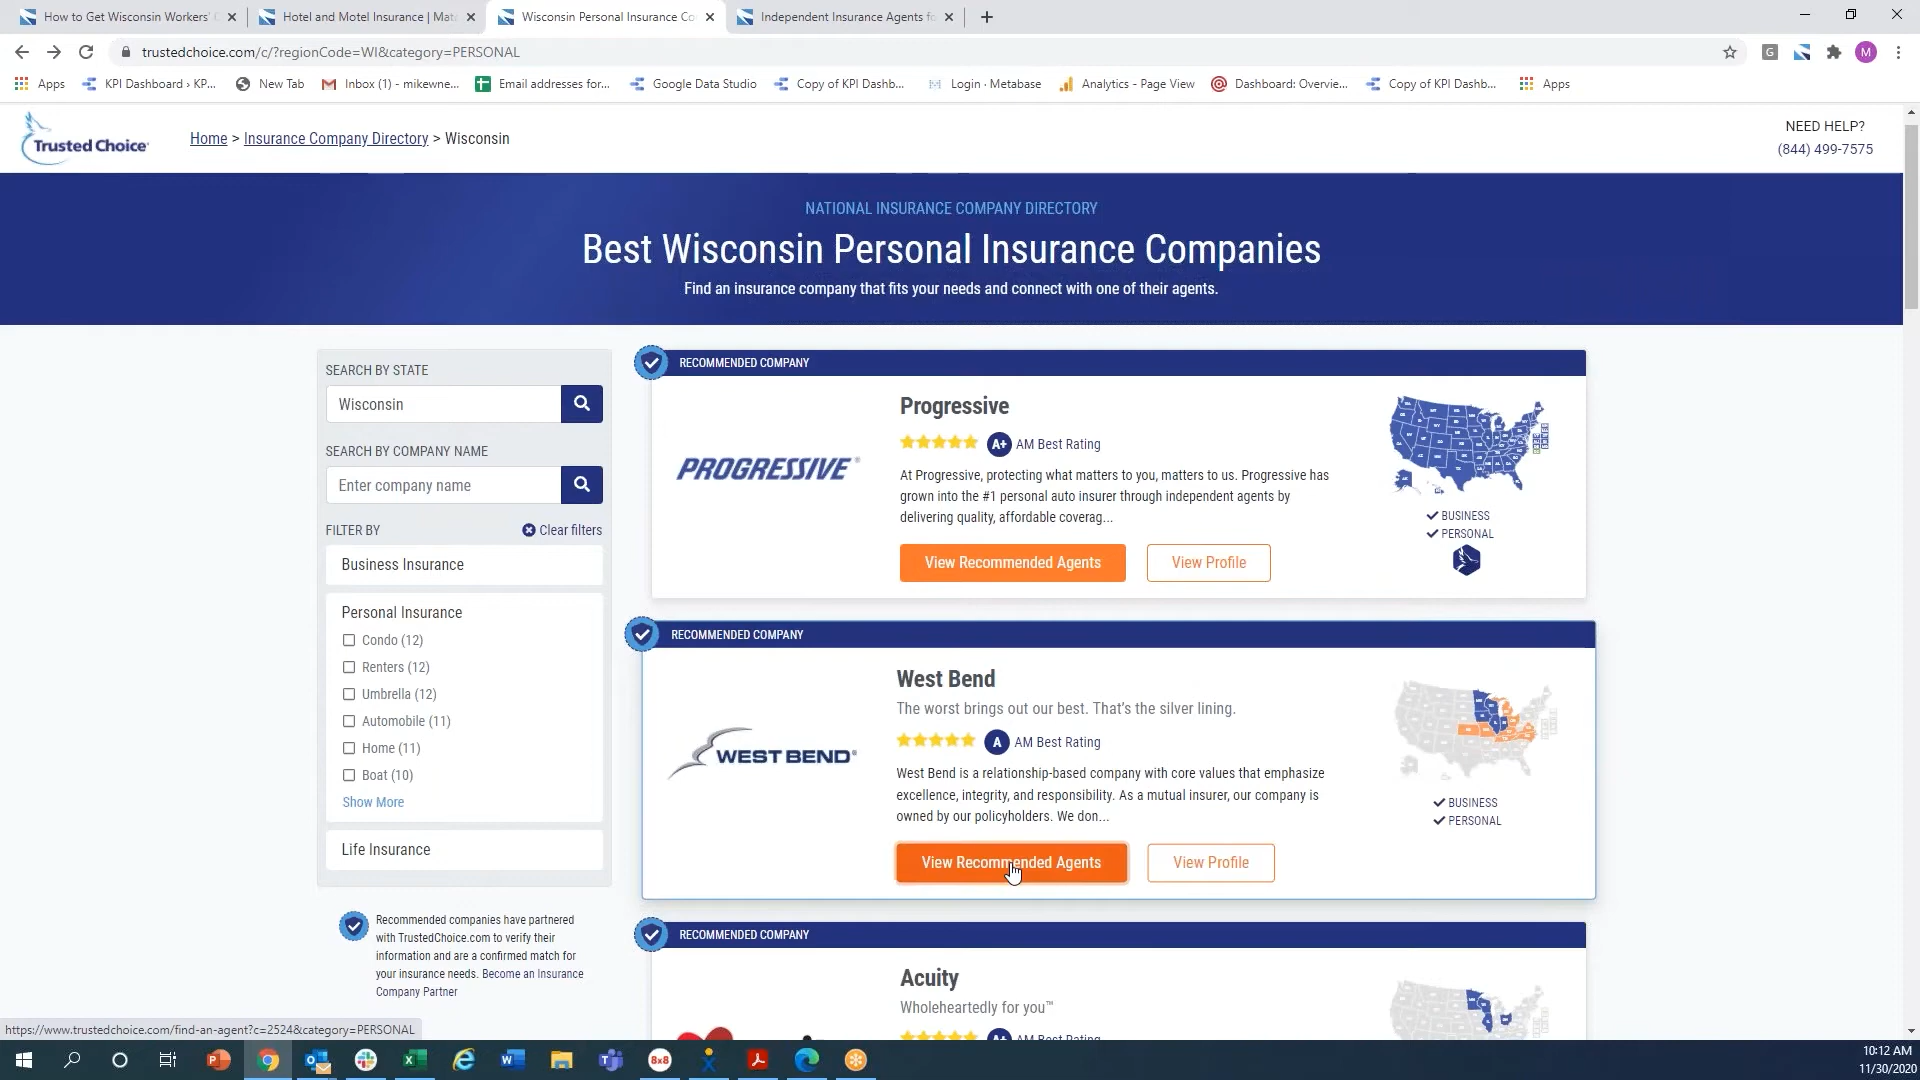 How to Get Wisconsin Workers'
Hotel and Motel Insurance | Mat
Wisconsin Personal Insurance Co
Independent Insurance Agents fo
trustedchoice.com/c/?regionCode=WI&category=PERSONAL
G
M
Apps
KPI Dashboard › KP...
New Tab
Inbox (1) - mikewne...
Email addresses for...
Google Data Studio
Copy of KPI Dashb...
Login · Metabase
Analytics - Page View
Dashboard: Overvie...
Copy of KPI Dashb...
Apps
Trusted Choice
Home > Insurance Company Directory > Wisconsin
NEED HELP?
(844) 499-7575
NATIONAL INSURANCE COMPANY DIRECTORY
Best Wisconsin Personal Insurance Companies
Find an insurance company that fits your needs and connect with one of their agents.
SEARCH BY STATE
Wisconsin
SEARCH BY COMPANY NAME
Enter company name
FILTER BY
Clear filters
Business Insurance
Personal Insurance
Condo (12)
Renters (12)
Umbrella (12)
Automobile (11)
Home (11)
Boat (10)
Show More
Life Insurance
Recommended companies have partnered
with TrustedChoice.com to verify their
information and are a confirmed match for
your insurance needs. Become an Insurance
Company Partner
RECOMMENDED COMPANY
PROGRESSIVE®
Progressive
A+ AM Best Rating
At Progressive, protecting what matters to you, matters to us. Progressive has
grown into the #1 personal auto insurer through independent agents by
delivering quality, affordable coverag...
View Recommended Agents
View Profile
BUSINESS
PERSONAL
RECOMMENDED COMPANY
WEST BEND®
West Bend
The worst brings out our best. That's the silver lining.
A AM Best Rating
West Bend is a relationship-based company with core values that emphasize
excellence, integrity, and responsibility. As a mutual insurer, our company is
owned by our policyholders. We don...
View Recommended Agents
View Profile
BUSINESS
PERSONAL
RECOMMENDED COMPANY
Acuity
Wholeheartedly for you™
A+ AM Best Rating
https://www.trustedchoice.com/find-an-agent?c=2524&category=PERSONAL
8x8
10:12 AM
11/30/2020